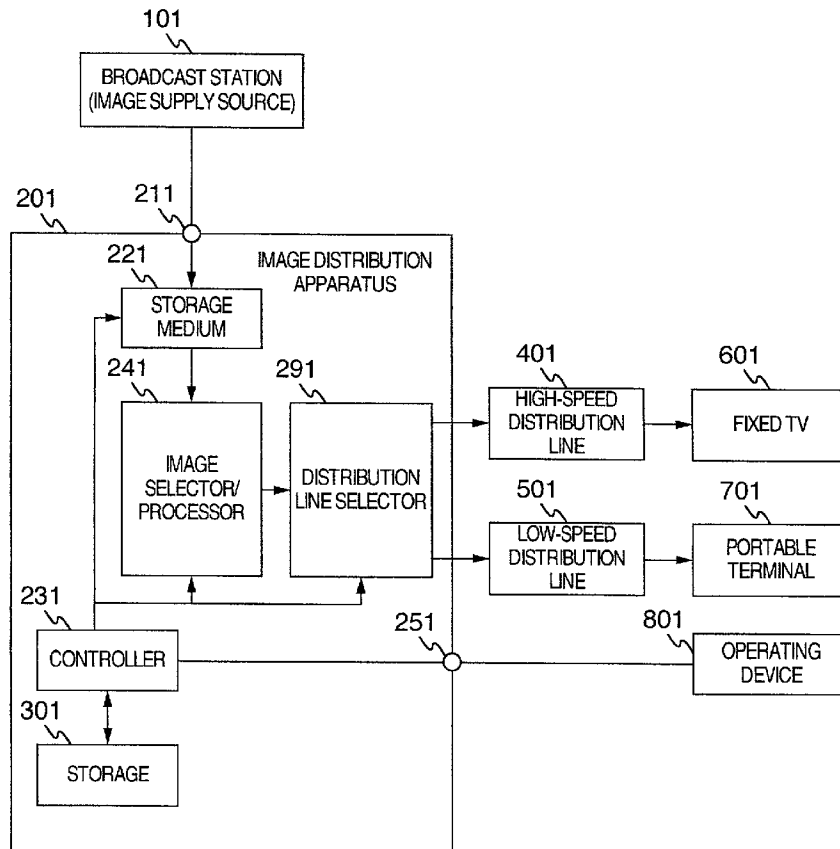 101
BROADCAST STATION
(IMAGE SUPPLY SOURCE)
201
211
IMAGE DISTRIBUTION
APPARATUS
221
STORAGE
MEDIUM
241
IMAGE
SELECTOR/
PROCESSOR
291
DISTRIBUTION
LINE SELECTOR
401
HIGH-SPEED
DISTRIBUTION
LINE
601
FIXED TV
501
LOW-SPEED
DISTRIBUTION
LINE
701
PORTABLE
TERMINAL
231
CONTROLLER
251
801
OPERATING
DEVICE
301
STORAGE